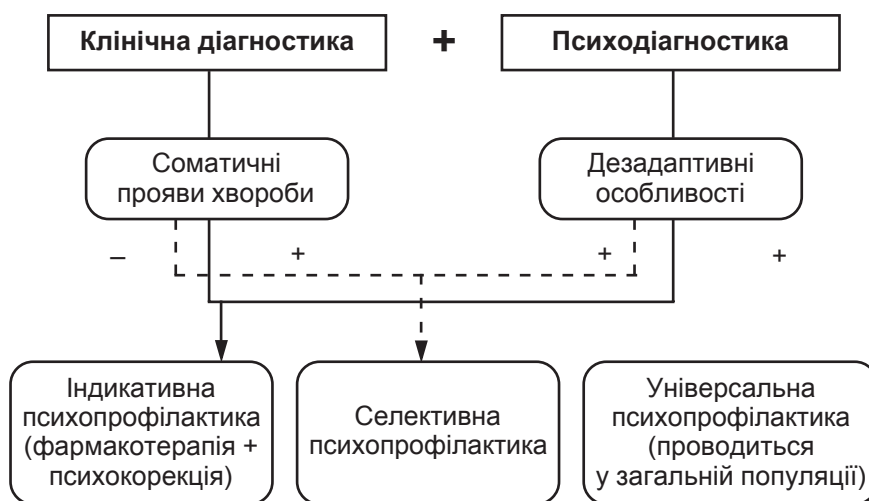 Клінічна діагностика
+
Психодіагностика
Соматичні
прояви хвороби
Дезадаптивні
особливості
–
+
+
+
Індикативна
психопрофілактика
(фармакотерапія +
психокорекція)
Селективна
психопрофілактика
Універсальна
психопрофілактика
(проводиться
у загальній популяції)